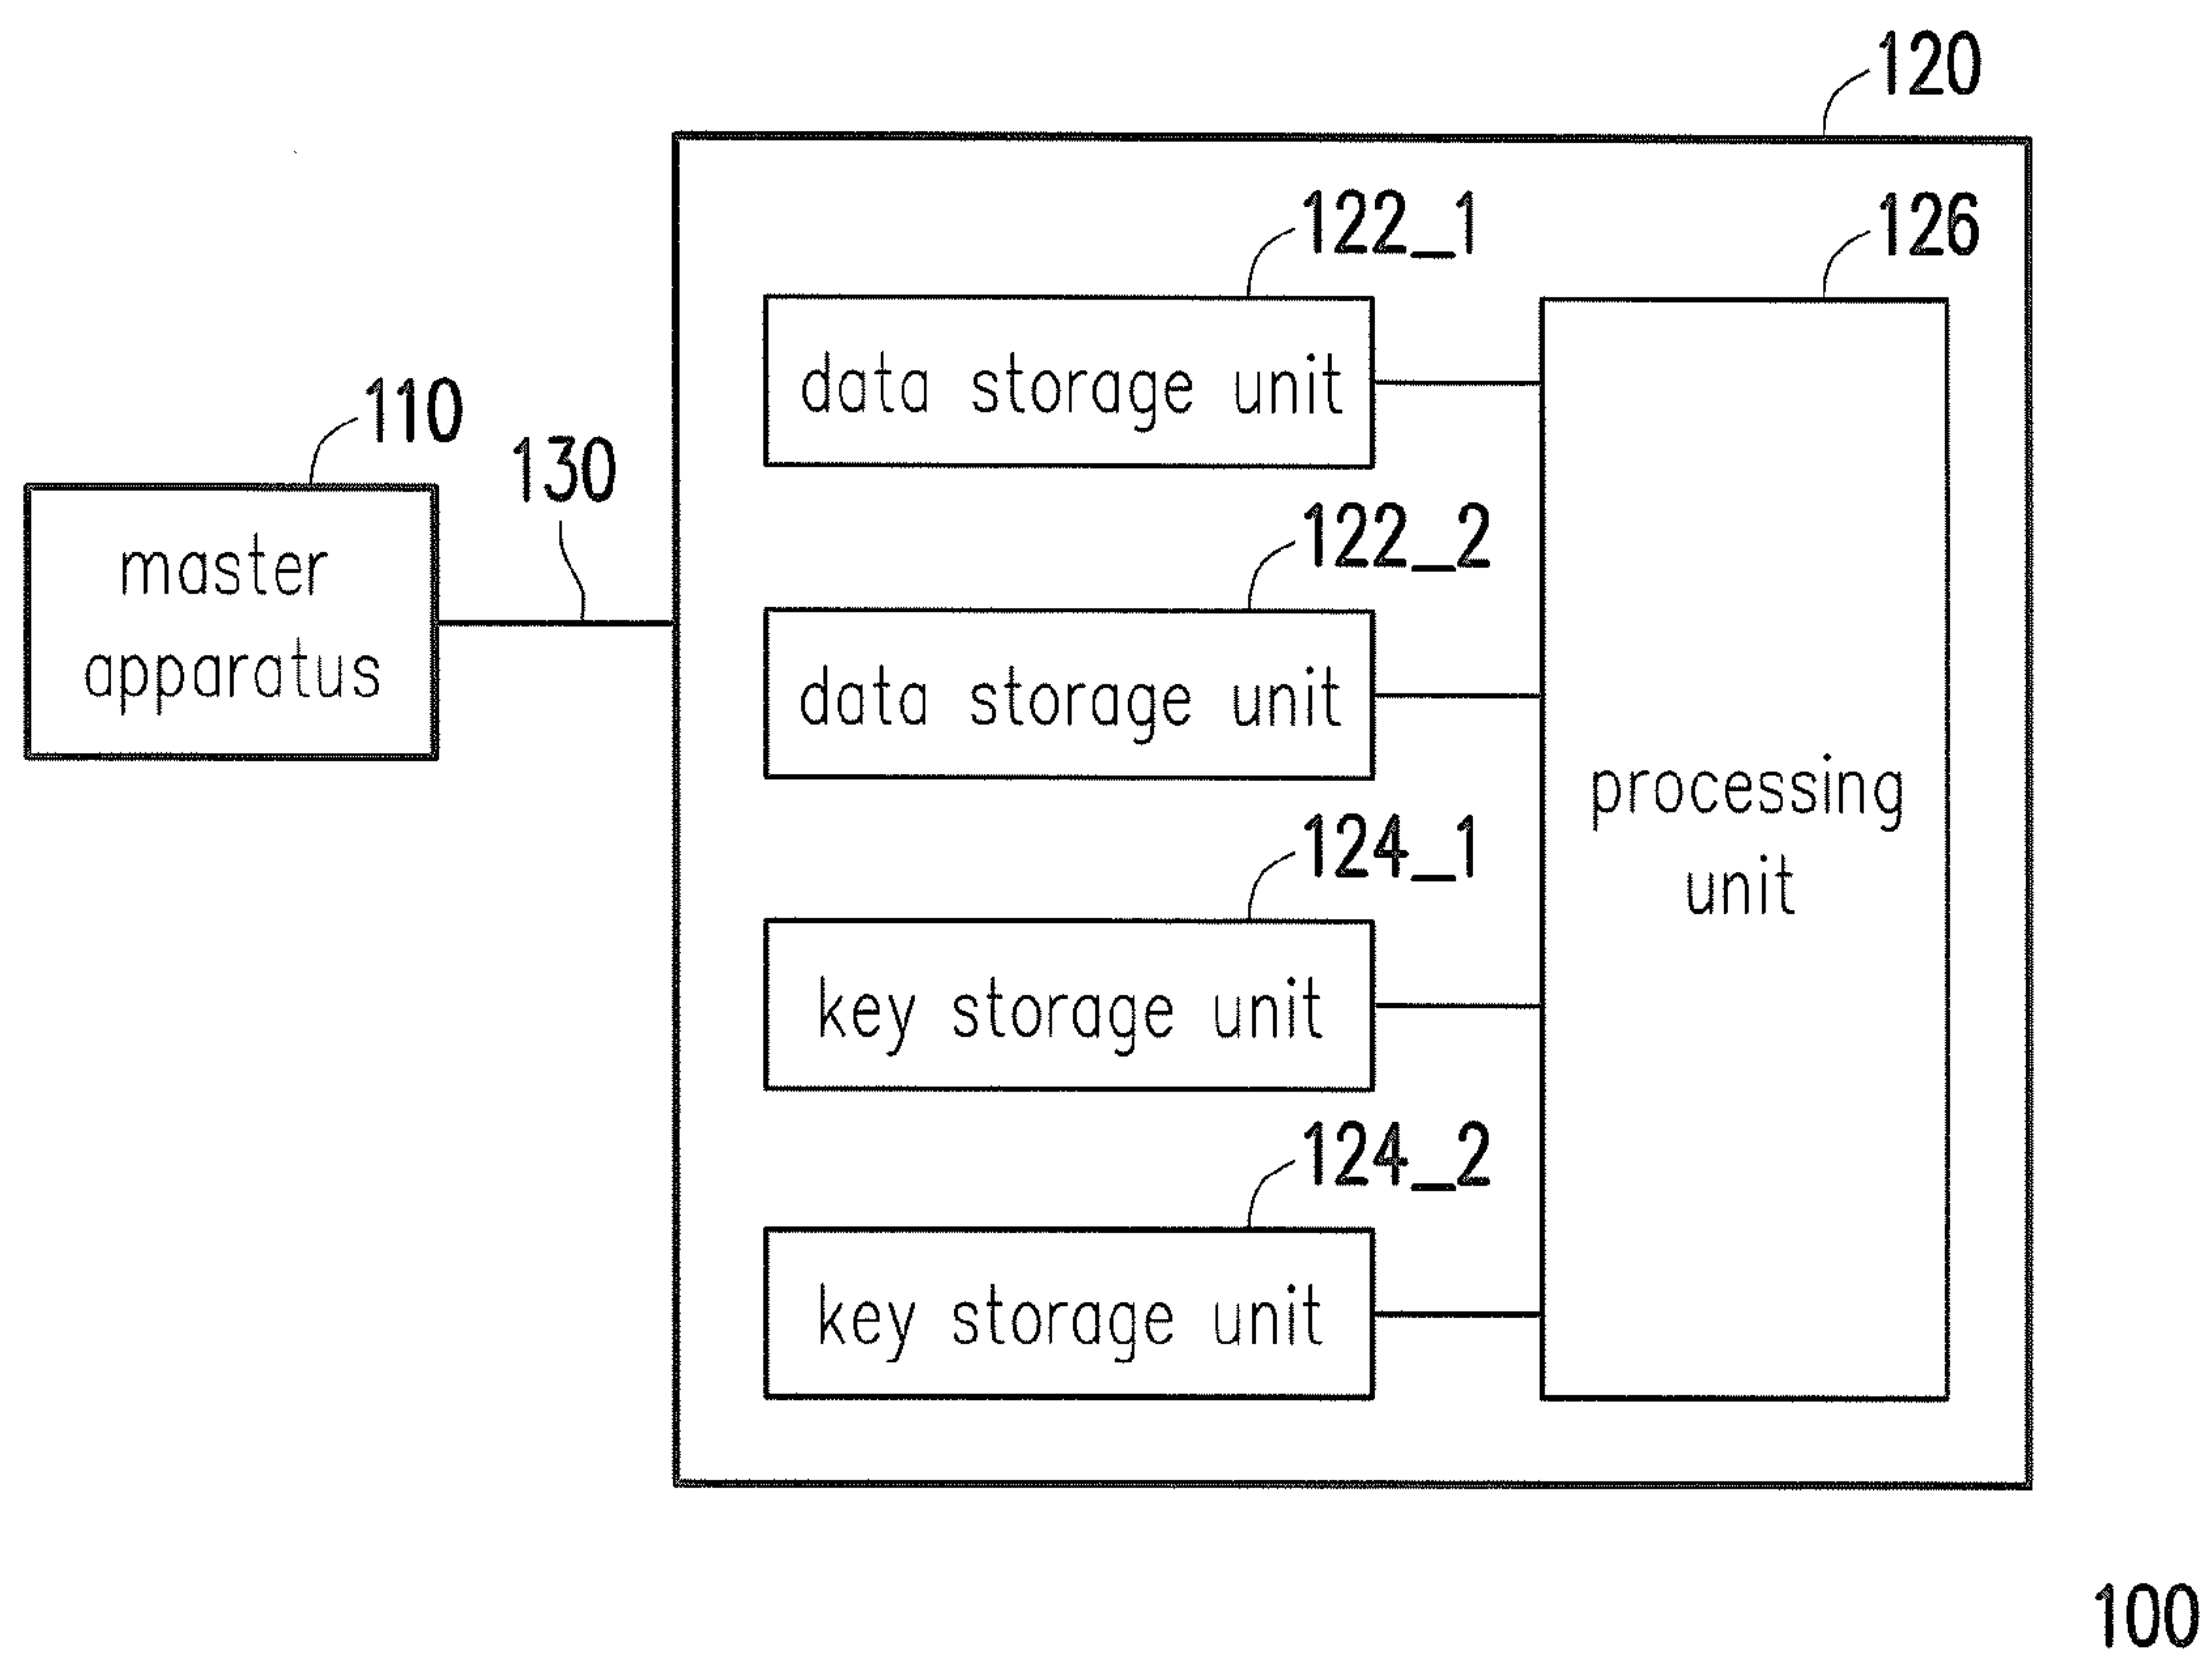 120
122_1
126
data storage unit
110
130
master
apparatus
122_2
data storage unit
processing
unit
124_1
key storage unit
124_2
key storage unit
100